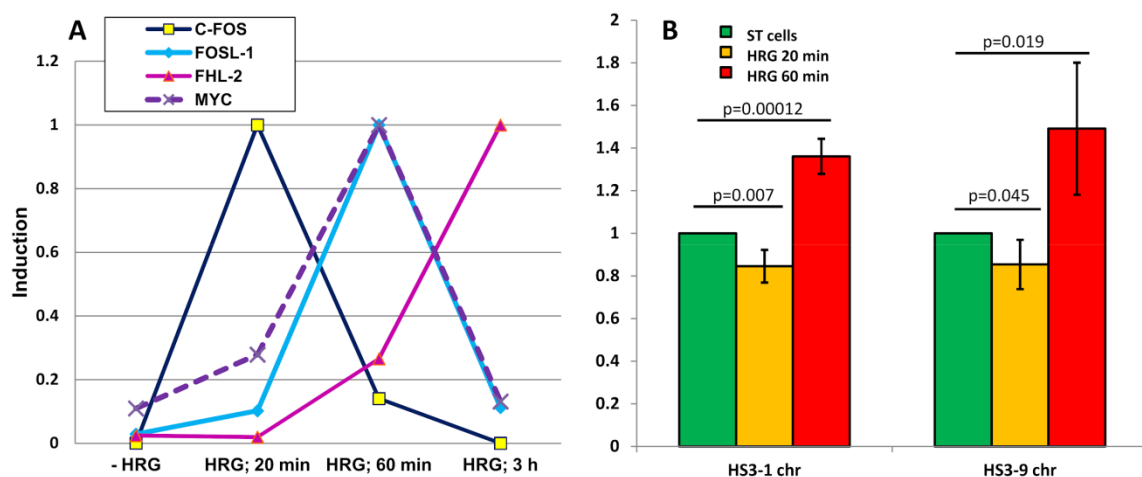 A
C-FOS
FOSL-1
FHL-2
MYC
Induction
1.2
1
0.8
0.6
0.4
0.2
0
- HRG
HRG; 20 min
HRG; 60 min
HRG; 3 h
B
ST cells
HRG 20 min
HRG 60 min
2
1.8
1.6
1.4
1.2
1
0.8
0.6
0.4
0.2
0
p=0.00012
p=0.007
p=0.019
p=0.045
HS3-1 chr
HS3-9 chr